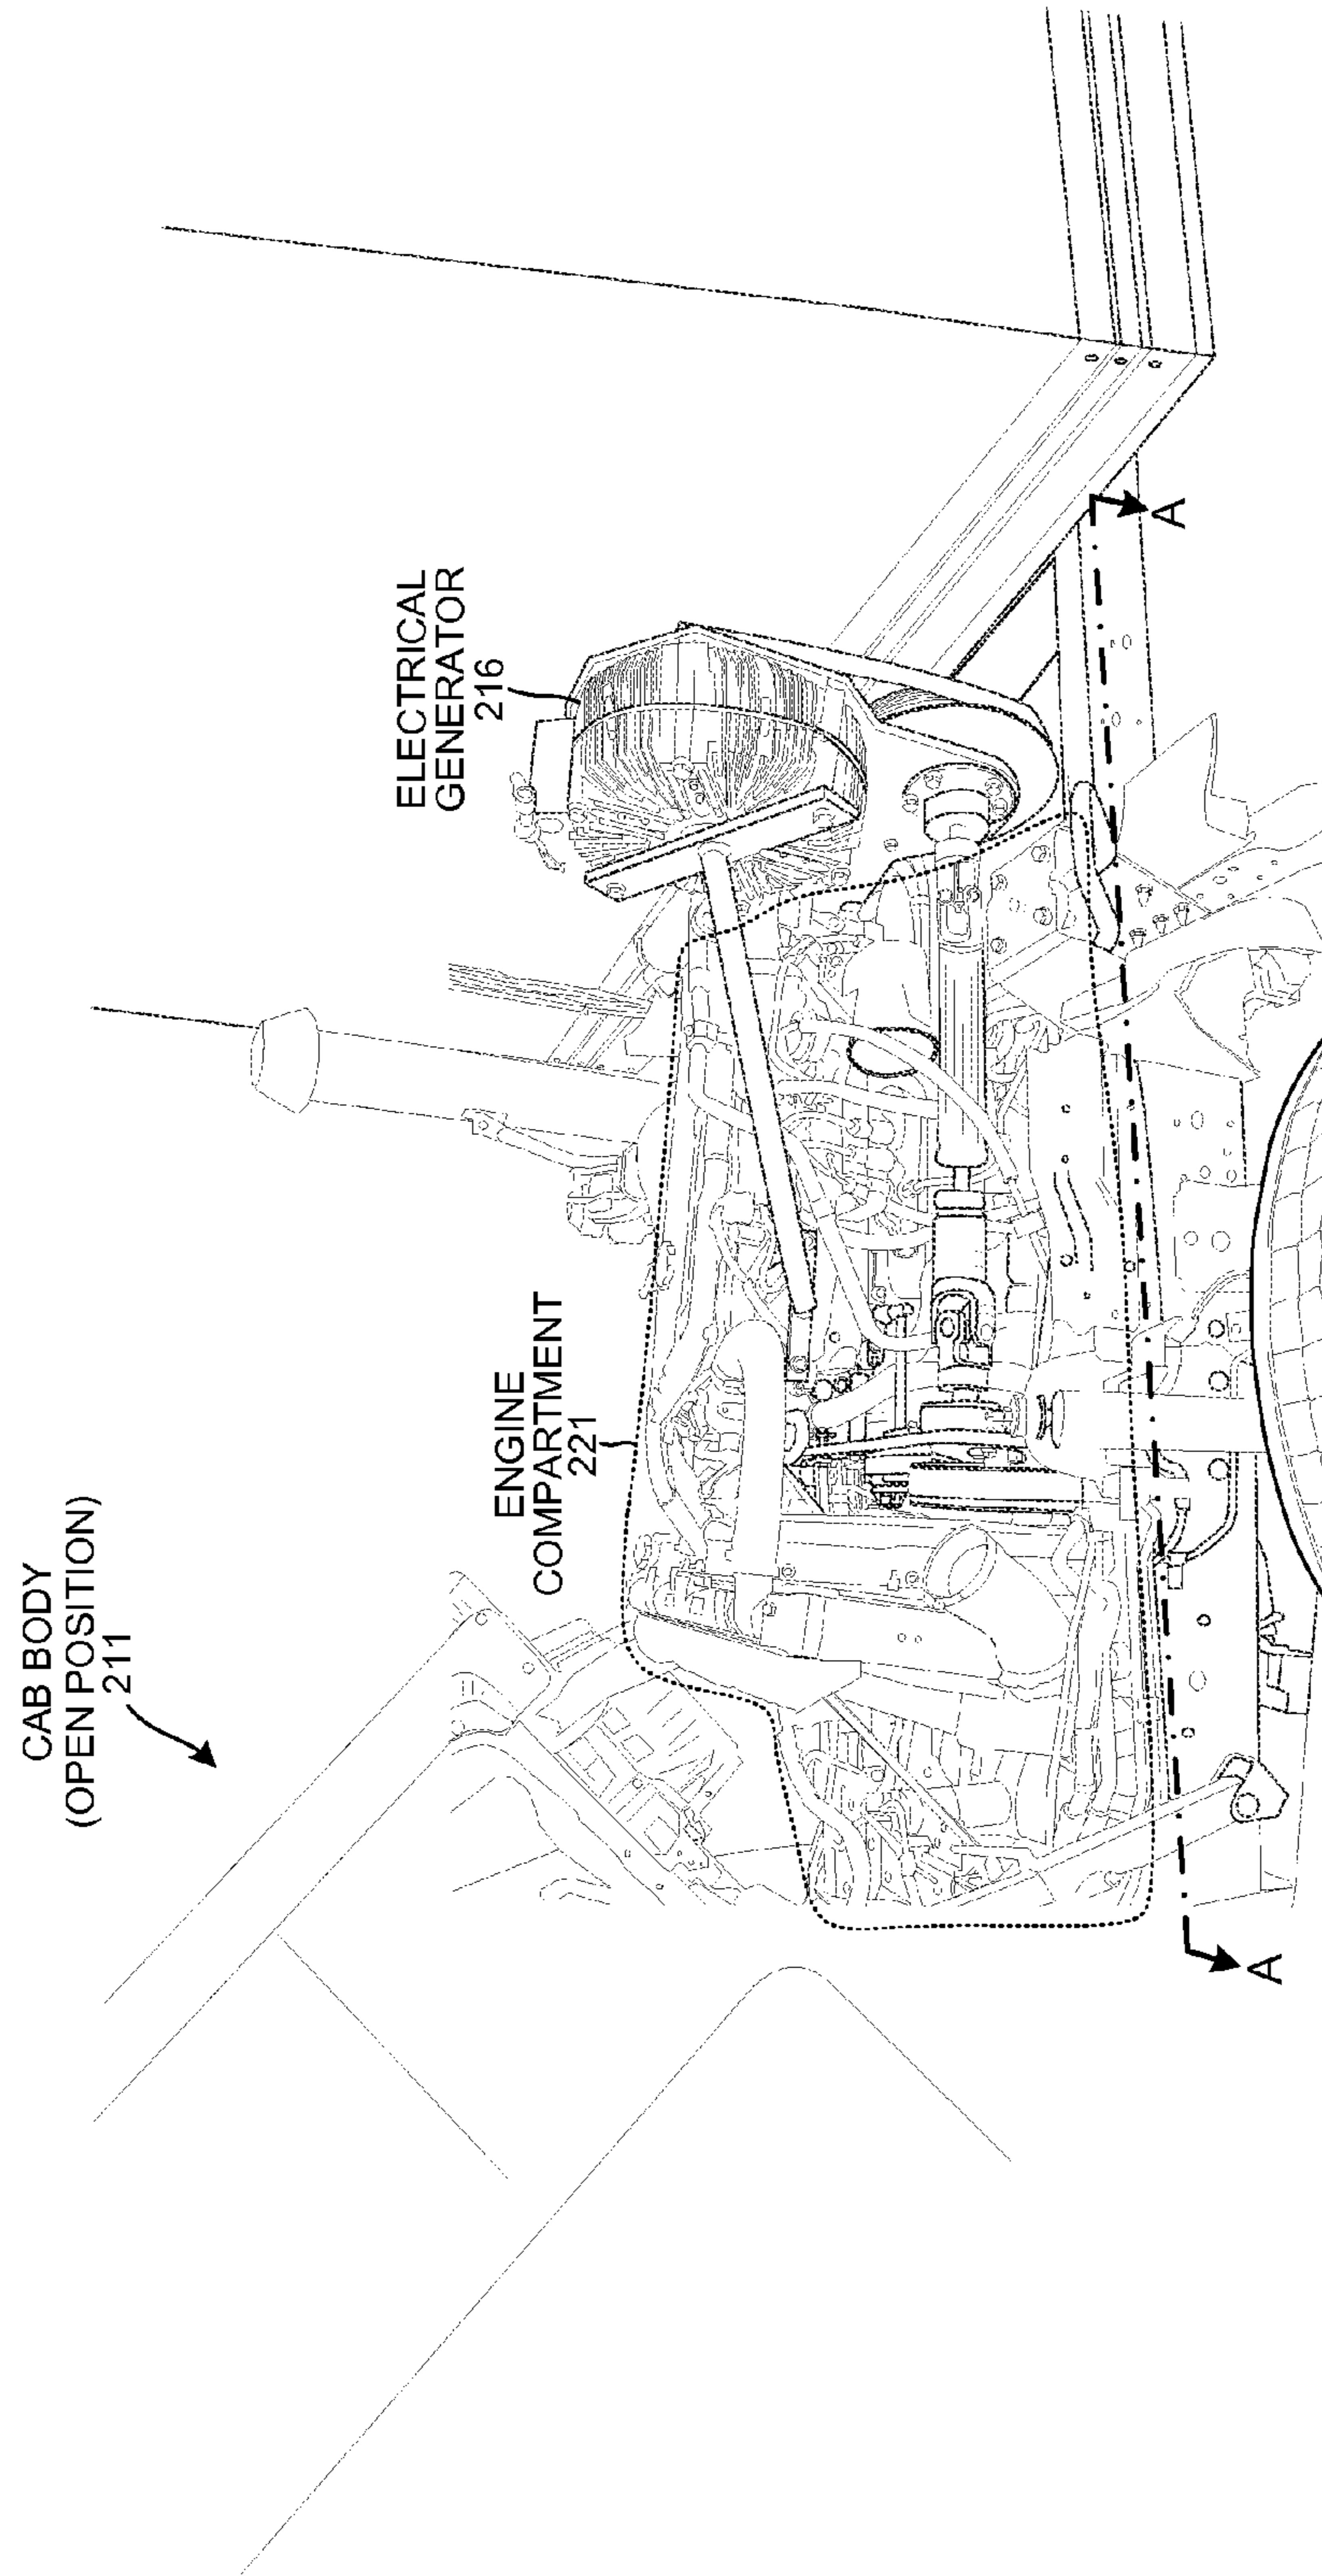 CAB BODY
(OPEN POSITION)
211
ENGINE
COMPARTMENT
221
ELECTRICAL
GENERATOR
216
A
A